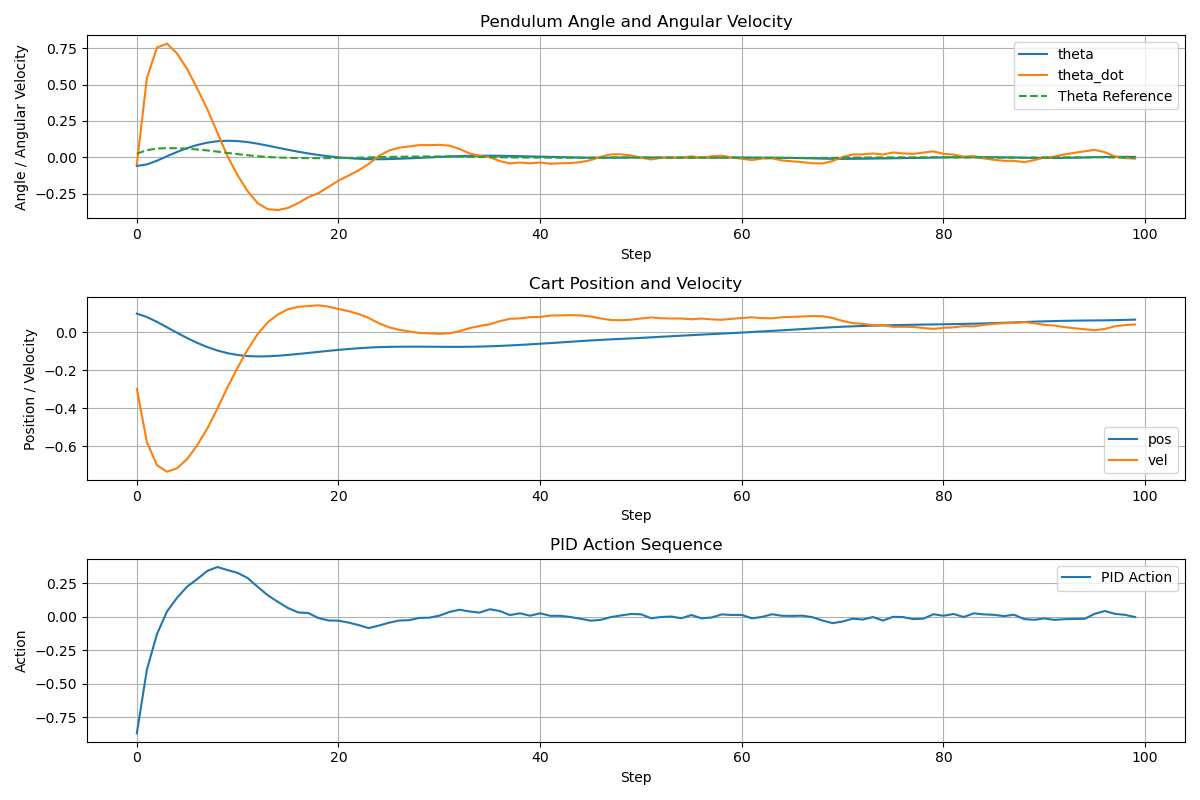 Pendulum Angle and Angular Velocity
Angle / Angular Velocity
0.75
0.50
0.25
0.00
−0.25
theta
theta_dot
Theta Reference
0 20 40 60 80 100
Step
Cart Position and Velocity
Position / Velocity
0.0
−0.2
−0.4
−0.6
pos
vel
0 20 40 60 80 100
Step
PID Action Sequence
Action
0.25
0.00
−0.25
−0.50
−0.75
PID Action
0 20 40 60 80 100
Step